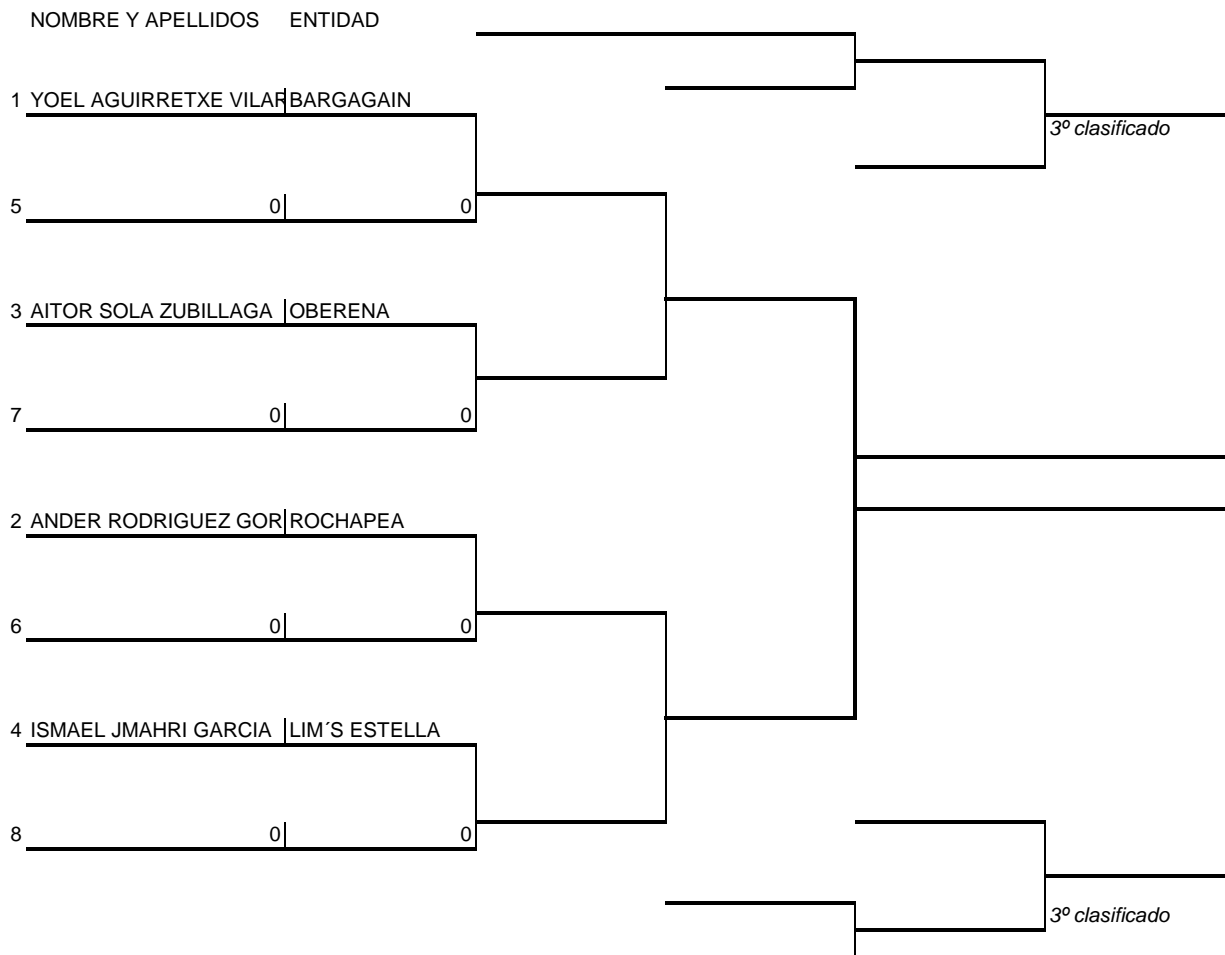 NOMBRE Y APELLIDOS ENTIDAD
1 YOEL AGUIRRETXE VILAR BARGAGAIN
3º clasificado
5 0 0
3 AITOR SOLA ZUBILLAGA OBERENA
7 0 0
2 ANDER RODRIGUEZ GOR ROCHAPEA
6 0 0
4 ISMAEL JMAHRI GARCIA LIM´S ESTELLA
8 0 0
3º clasificado